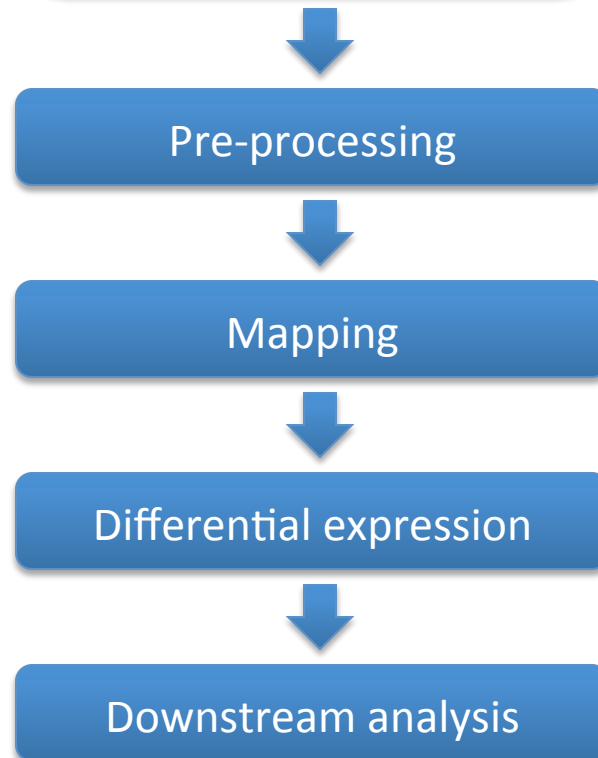 Pre-processing
Mapping
Differential expression
Downstream analysis